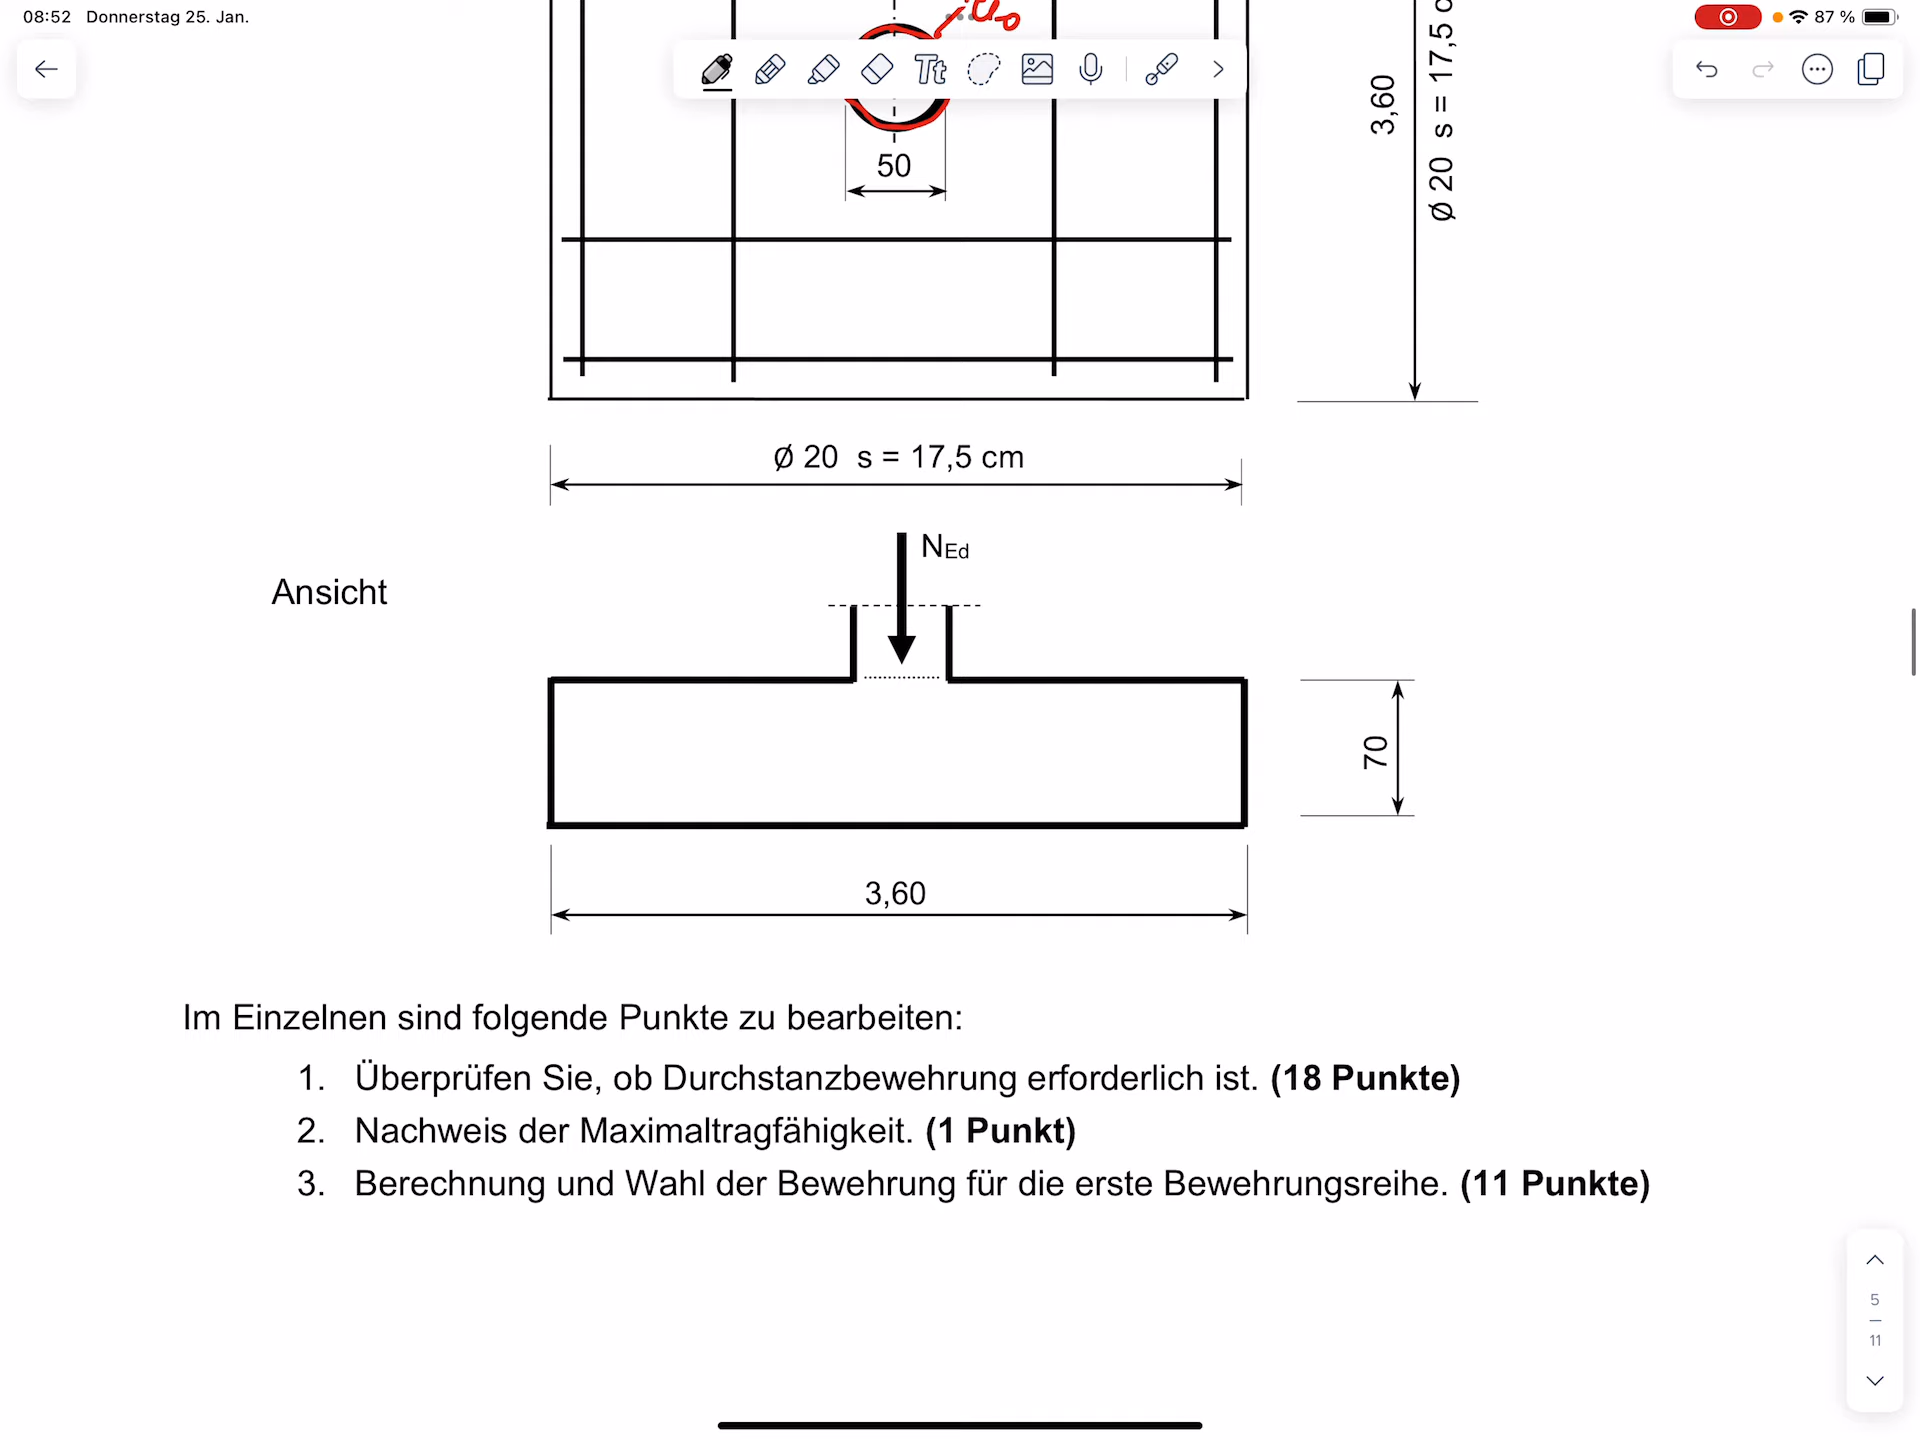 08:52 Donnerstag 25. Jan.
87 %
u₀
Tt
50
3,60
Ø 20 s = 17,5 c
Ø 20 s = 17,5 cm
NEd
Ansicht
70
3,60
Im Einzelnen sind folgende Punkte zu bearbeiten:
1. Überprüfen Sie, ob Durchstanzbewehrung erforderlich ist. (18 Punkte)
2. Nachweis der Maximaltragfähigkeit. (1 Punkt)
3. Berechnung und Wahl der Bewehrung für die erste Bewehrungsreihe. (11 Punkte)
5
11